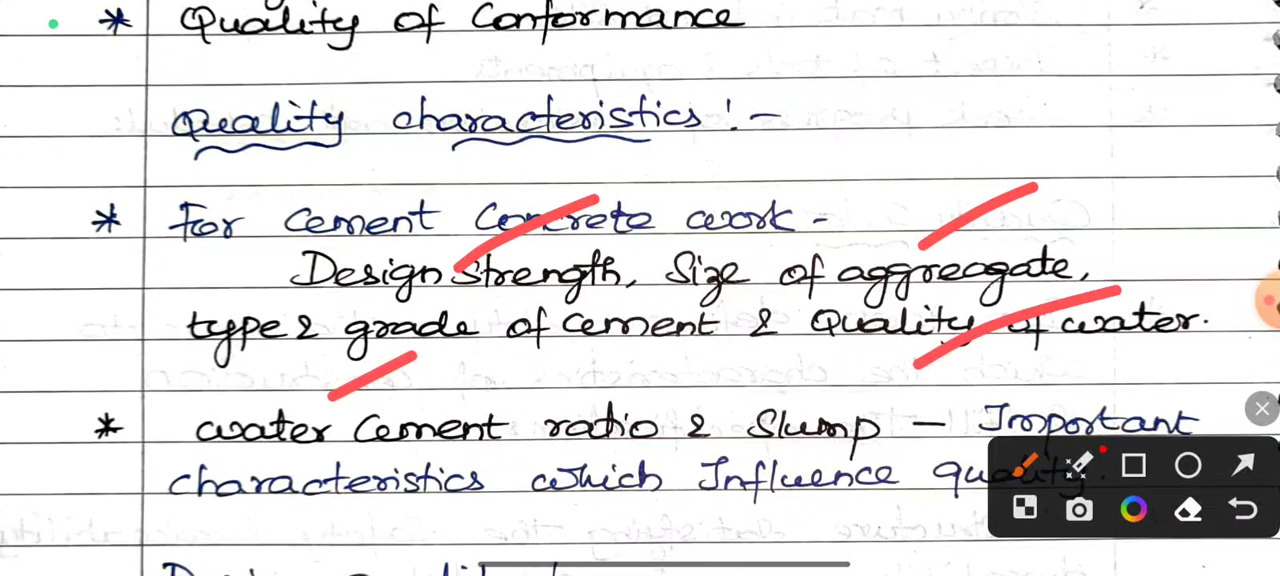 * Quality of Conformance
Quality characteristics :-
* For Cement Concrete work -
Design strength, Size of aggreagate,
type & grade of cement & Quality of water.
* water Cement ratio & Slump - Important
characteristics which Influence quality.